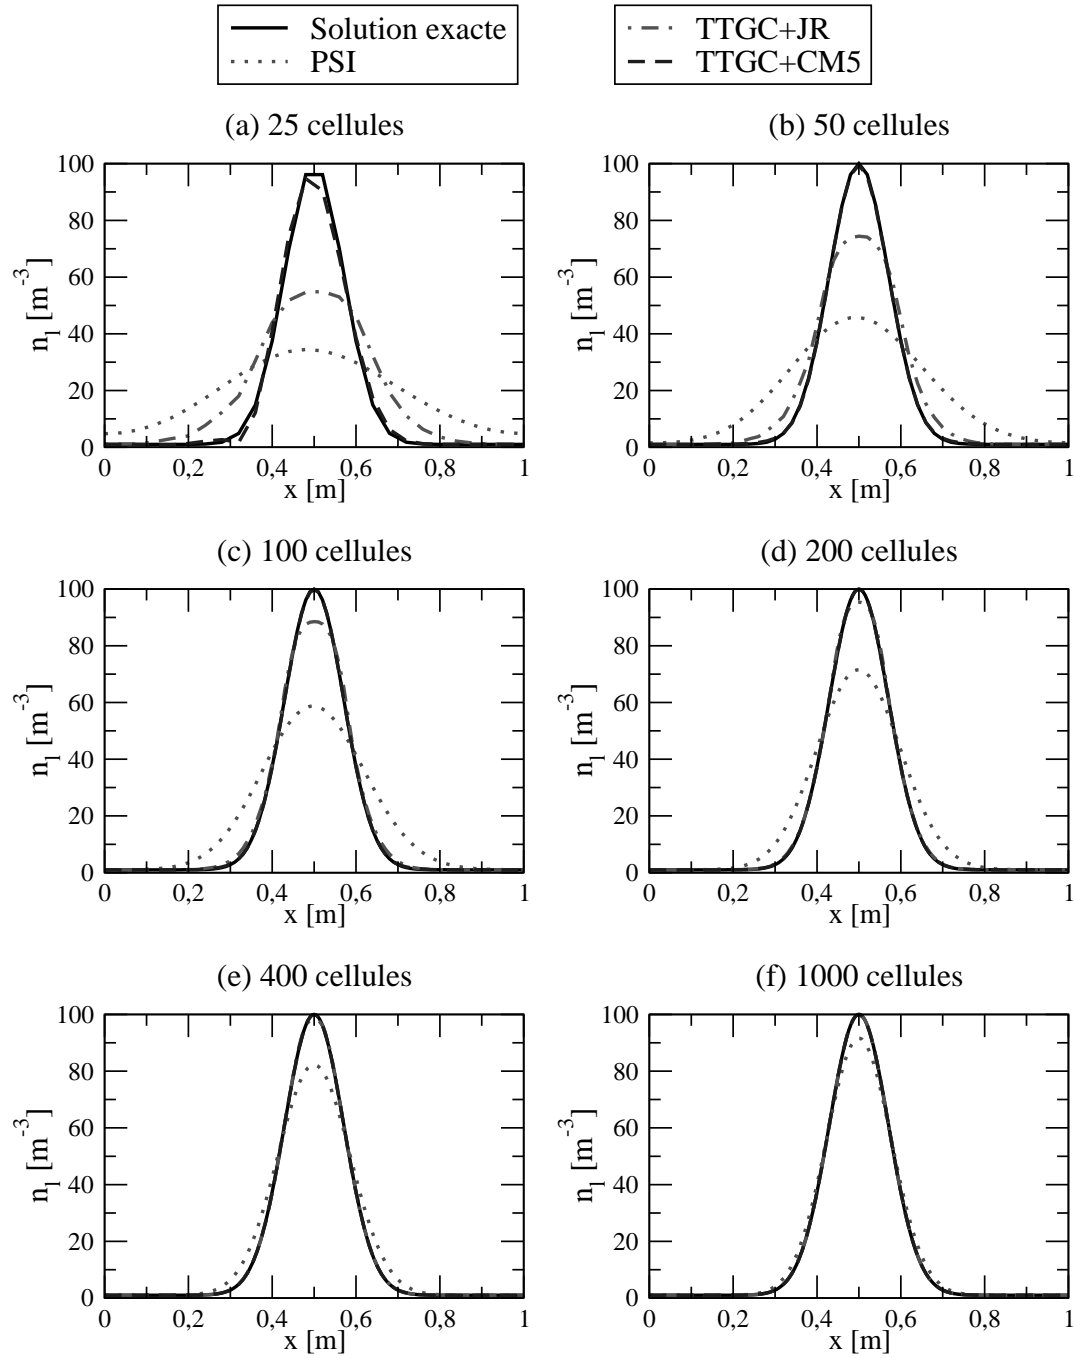 Solution exacte
PSI
TTGC+JR
TTGC+CM5
(a) 25 cellules
100
80
60
40
20
0
n_l [m^-3]
0 0,2 0,4 0,6 0,8 1
x [m]
(b) 50 cellules
100
80
60
40
20
0
n_l [m^-3]
0 0,2 0,4 0,6 0,8 1
x [m]
(c) 100 cellules
100
80
60
40
20
0
n_l [m^-3]
0 0,2 0,4 0,6 0,8 1
x [m]
(d) 200 cellules
100
80
60
40
20
0
n_l [m^-3]
0 0,2 0,4 0,6 0,8 1
x [m]
(e) 400 cellules
100
80
60
40
20
0
n_l [m^-3]
0 0,2 0,4 0,6 0,8 1
x [m]
(f) 1000 cellules
100
80
60
40
20
0
n_l [m^-3]
0 0,2 0,4 0,6 0,8 1
x [m]